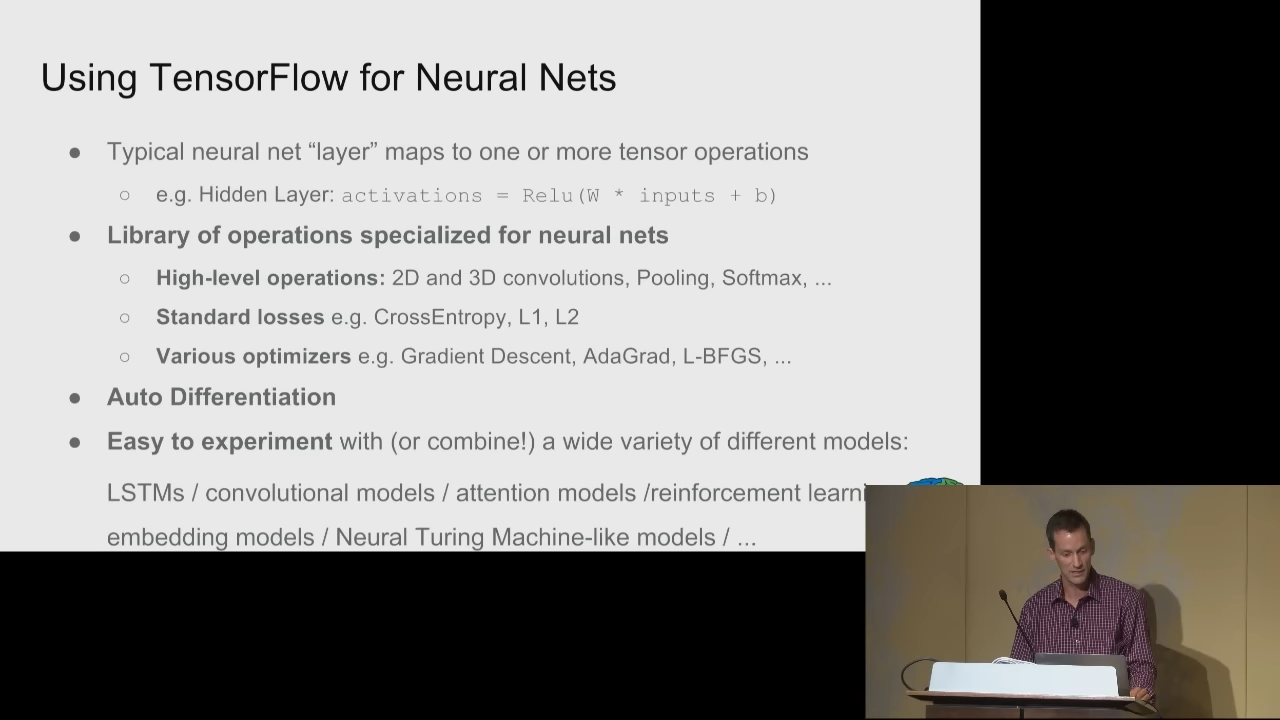 Using TensorFlow for Neural Nets
● Typical neural net “layer” maps to one or more tensor operations
○ e.g. Hidden Layer: activations = Relu(W * inputs + b)
● Library of operations specialized for neural nets
○ High-level operations: 2D and 3D convolutions, Pooling, Softmax, ...
○ Standard losses e.g. CrossEntropy, L1, L2
○ Various optimizers e.g. Gradient Descent, AdaGrad, L-BFGS, ...
● Auto Differentiation
● Easy to experiment with (or combine!) a wide variety of different models:
LSTMs / convolutional models / attention models /reinforcement learni
embedding models / Neural Turing Machine-like models / ...